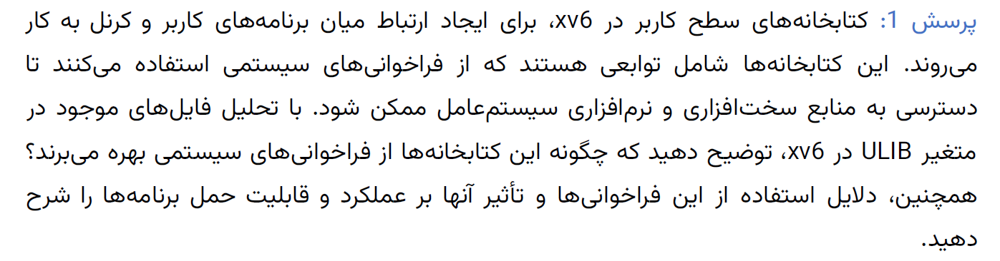 پرسش 1: کتابخانه‌های سطح کاربر در xv6، برای ایجاد ارتباط میان برنامه‌های کاربر و کرنل به کار
می‌روند. این کتابخانه‌ها شامل توابعی هستند که از فراخوانی‌های سیستمی استفاده می‌کنند تا
دسترسی به منابع سخت‌افزاری و نرم‌افزاری سیستم‌عامل ممکن شود. با تحلیل فایل‌های موجود در
متغیر ULIB در xv6، توضیح دهید که چگونه این کتابخانه‌ها از فراخوانی‌های سیستمی بهره می‌برند؟
همچنین، دلایل استفاده از این فراخوانی‌ها و تأثیر آنها بر عملکرد و قابلیت حمل برنامه‌ها را شرح
دهید.